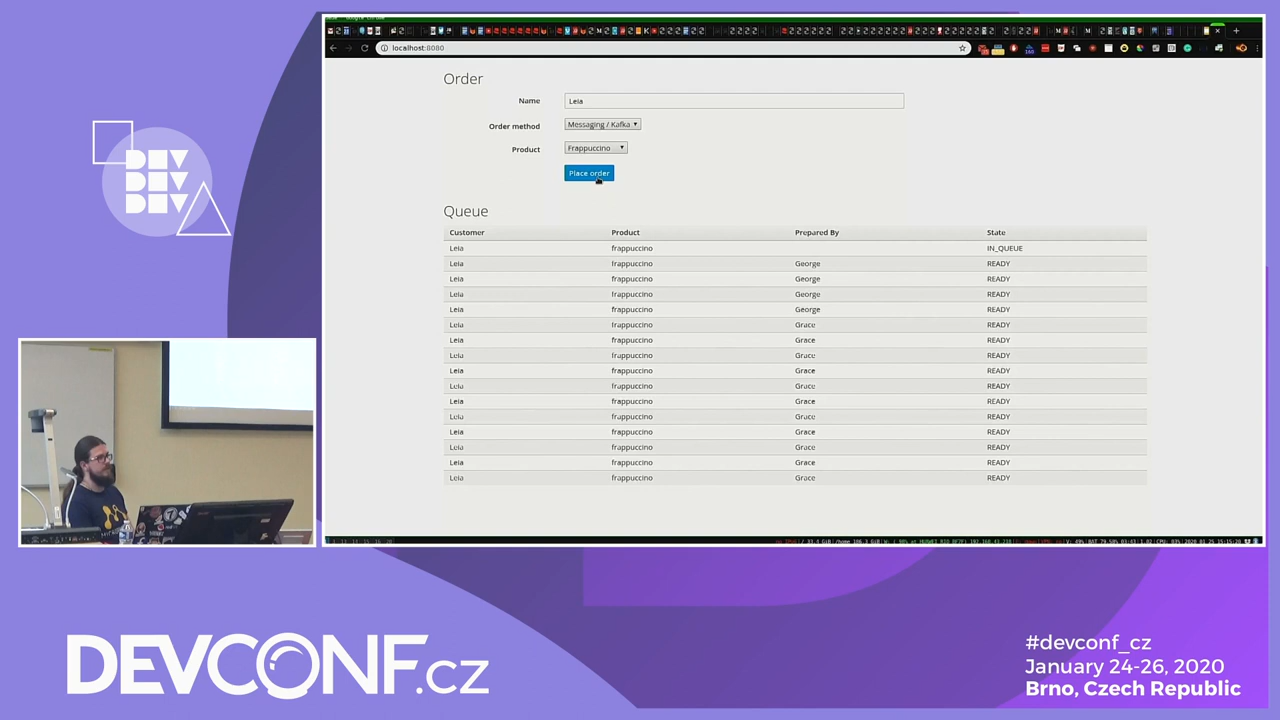 DEV
DEV
DEV
localhost:8080
Order
Name
Leia
Order method
Messaging / Kafka
Product
Frappuccino
Place order
Queue
Customer Product Prepared By State
Leia frappuccino IN_QUEUE
Leia frappuccino George READY
Leia frappuccino George READY
Leia frappuccino George READY
Leia frappuccino George READY
Leia frappuccino Grace READY
Leia frappuccino Grace READY
Leia frappuccino Grace READY
Leia frappuccino Grace READY
Leia frappuccino Grace READY
Leia frappuccino Grace READY
Leia frappuccino Grace READY
Leia frappuccino Grace READY
Leia frappuccino Grace READY
Leia frappuccino Grace READY
Leia frappuccino Grace READY
DEVCONF.cz
#devconf_cz
January 24-26, 2020
Brno, Czech Republic